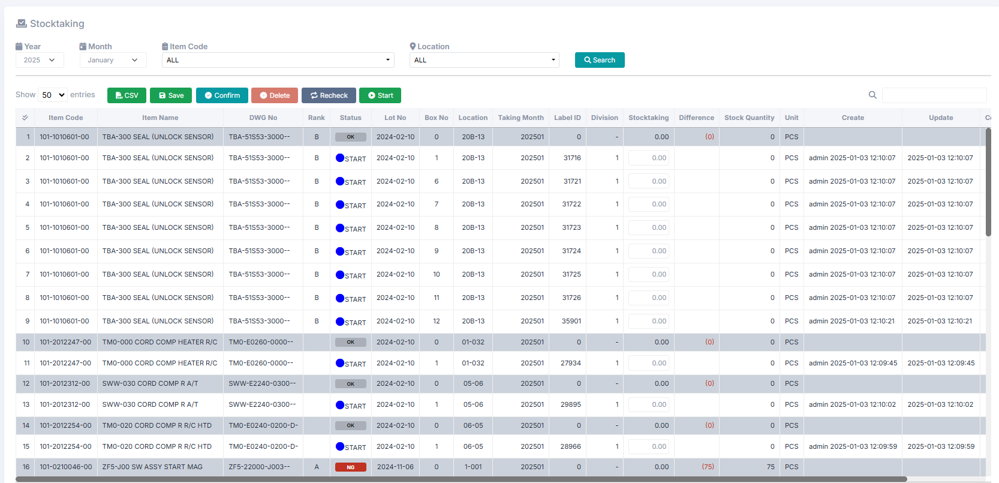 Stocktaking
Year Month Item Code Location
2025 January ALL ALL Search
Show 50 entries CSV Save Confirm Delete Recheck Start
Item Code Item Name DWG No Rank Status Lot No Box No Location Taking Month Label ID Division Stocktaking Difference Stock Quantity Unit Create Update
1 101-1010601-00 TBA-300 SEAL (UNLOCK SENSOR) TBA-51S53-3000-- B OK 2024-02-10 0 20B-13 202501 0 - 0.00 (0) 0 PCS
2 101-1010601-00 TBA-300 SEAL (UNLOCK SENSOR) TBA-51S53-3000-- B START 2024-02-10 1 20B-13 202501 31716 1 0.00 0 PCS admin 2025-01-03 12:10:07 2025-01-03 12:10:07
3 101-1010601-00 TBA-300 SEAL (UNLOCK SENSOR) TBA-51S53-3000-- B START 2024-02-10 6 20B-13 202501 31721 1 0.00 0 PCS admin 2025-01-03 12:10:07 2025-01-03 12:10:07
4 101-1010601-00 TBA-300 SEAL (UNLOCK SENSOR) TBA-51S53-3000-- B START 2024-02-10 7 20B-13 202501 31722 1 0.00 0 PCS admin 2025-01-03 12:10:07 2025-01-03 12:10:07
5 101-1010601-00 TBA-300 SEAL (UNLOCK SENSOR) TBA-51S53-3000-- B START 2024-02-10 8 20B-13 202501 31723 1 0.00 0 PCS admin 2025-01-03 12:10:07 2025-01-03 12:10:07
6 101-1010601-00 TBA-300 SEAL (UNLOCK SENSOR) TBA-51S53-3000-- B START 2024-02-10 9 20B-13 202501 31724 1 0.00 0 PCS admin 2025-01-03 12:10:07 2025-01-03 12:10:07
7 101-1010601-00 TBA-300 SEAL (UNLOCK SENSOR) TBA-51S53-3000-- B START 2024-02-10 10 20B-13 202501 31725 1 0.00 0 PCS admin 2025-01-03 12:10:07 2025-01-03 12:10:07
8 101-1010601-00 TBA-300 SEAL (UNLOCK SENSOR) TBA-51S53-3000-- B START 2024-02-10 11 20B-13 202501 31726 1 0.00 0 PCS admin 2025-01-03 12:10:07 2025-01-03 12:10:07
9 101-1010601-00 TBA-300 SEAL (UNLOCK SENSOR) TBA-51S53-3000-- B START 2024-02-10 12 20B-13 202501 35901 1 0.00 0 PCS admin 2025-01-03 12:10:21 2025-01-03 12:10:21
10 101-2012247-00 TM0-000 CORD COMP HEATER R/C TM0-E0260-0000-- OK 2024-02-10 0 01-032 202501 0 - 0.00 (0) 0 PCS
11 101-2012247-00 TM0-000 CORD COMP HEATER R/C TM0-E0260-0000-- START 2024-02-10 1 01-032 202501 27934 1 0.00 0 PCS admin 2025-01-03 12:09:45 2025-01-03 12:09:45
12 101-2012312-00 SWW-030 CORD COMP R A/T SWW-E2240-0300-- OK 2024-02-10 0 05-06 202501 0 - 0.00 (0) 0 PCS
13 101-2012312-00 SWW-030 CORD COMP R A/T SWW-E2240-0300-- START 2024-02-10 1 05-06 202501 29895 1 0.00 0 PCS admin 2025-01-03 12:10:02 2025-01-03 12:10:02
14 101-2012254-00 TM0-020 CORD COMP R R/C HTD TM0-E0240-0200-D- OK 2024-02-10 0 06-05 202501 0 - 0.00 (0) 0 PCS
15 101-2012254-00 TM0-020 CORD COMP R R/C HTD TM0-E0240-0200-D- START 2024-02-10 1 06-05 202501 28966 1 0.00 0 PCS admin 2025-01-03 12:09:59 2025-01-03 12:09:59
16 101-0210046-00 ZF5-J00 SW ASSY START MAG ZF5-22000-J003-- A NG 2024-11-06 0 1-001 202501 0 - 0.00 (75) 75 PCS